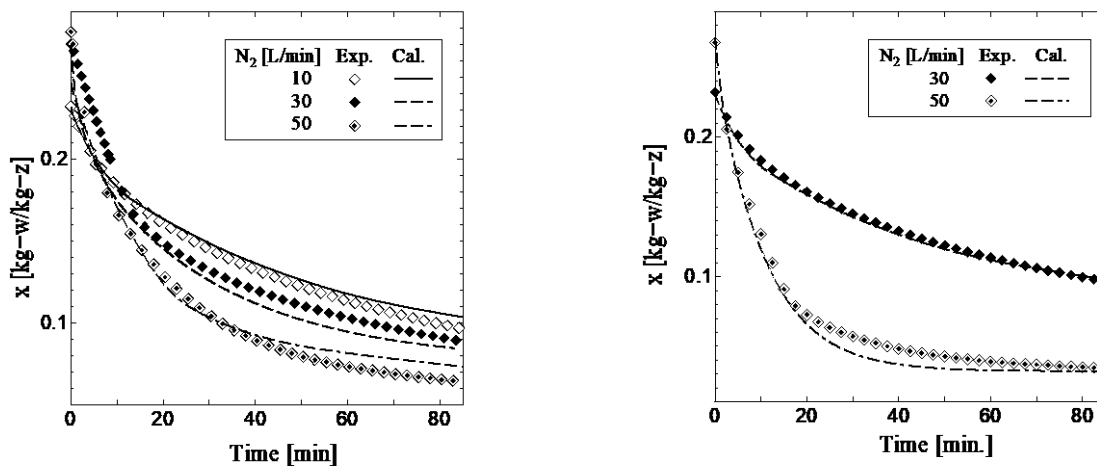 N₂ [L/min] Exp. Cal.
10
30
50
0.2
0.1
x [kg-w/kg-z]
0 20 40 60 80
Time [min]
N₂ [L/min] Exp. Cal.
30
50
0.2
0.1
x [kg-w/kg-z]
0 20 40 60 80
Time [min.]